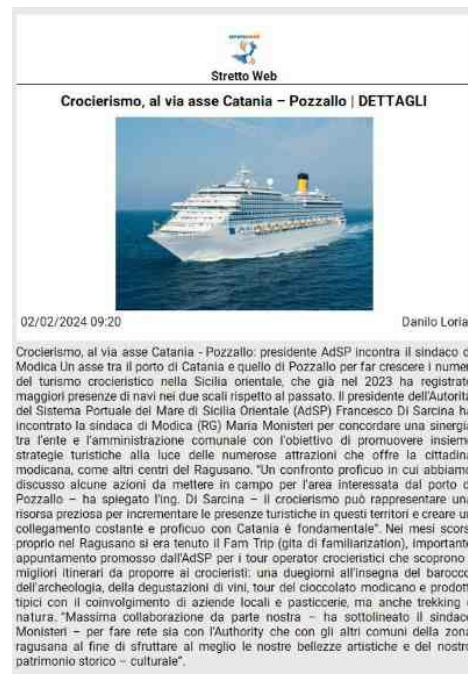 Stretto Web
Crocierismo, al via asse Catania – Pozzallo | DETTAGLI
02/02/2024 09:20
Danilo Loria
Crocierismo, al via asse Catania - Pozzallo: presidente AdSP incontra il sindaco d
Modica Un asse tra il porto di Catania e quello di Pozzallo per far crescere i numer
del turismo crocieristico nella Sicilia orientale, che già nel 2023 ha registrato
maggiori presenze di navi nei due scali rispetto al passato. Il presidente dell'Autorità
del Sistema Portuale del Mare di Sicilia Orientale (AdSP) Francesco Di Sarcina ha
incontrato la sindaca di Modica (RG) Maria Monisteri per concordare una sinergia
tra l'ente e l'amministrazione comunale con l'obiettivo di promuovere insieme
strategie turistiche alla luce delle numerose attrazioni che offre la cittadina
modicana, come altri centri del Ragusano. "Un confronto proficuo in cui abbiamo
discusso alcune azioni da mettere in campo per l'area interessata dal porto d
Pozzallo – ha spiegato l'ing. Di Sarcina – il crocierismo può rappresentare una
risorsa preziosa per incrementare le presenze turistiche in questi territori e creare un
collegamento costante e proficuo con Catania è fondamentale". Nei mesi scorsi
proprio nel Ragusano si era tenuto il Fam Trip (gita di familiarization), importante
appuntamento promosso dall'AdSP per i tour operator crocieristici che scoprono
migliori itinerari da proporre ai crocieristi: una duegiorni all'insegna del barocco
dell'archeologia, della degustazioni di vini, tour del cioccolato modicano e prodott
tipici con il coinvolgimento di aziende locali e pasticcerie, ma anche trekking e
natura. "Massima collaborazione da parte nostra – ha sottolineato il sindaco
Monisteri – per fare rete sia con l'Authority che con gli altri comuni della zona
ragusana al fine di sfruttare al meglio le nostre bellezze artistiche e del nostro
patrimonio storico – culturale".